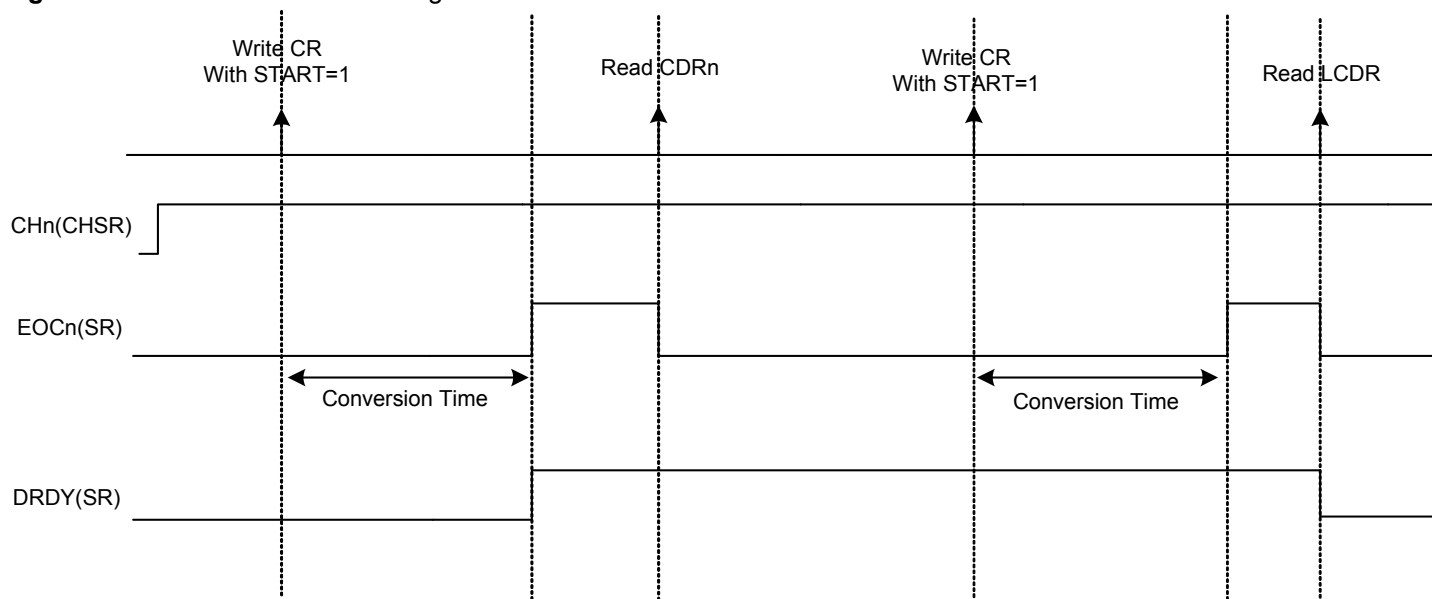 Write CR
With START=1
Read CDRn
Write CR
With START=1
Read LCDR
CHn(CHSR)
EOCn(SR)
Conversion Time
Conversion Time
DRDY(SR)